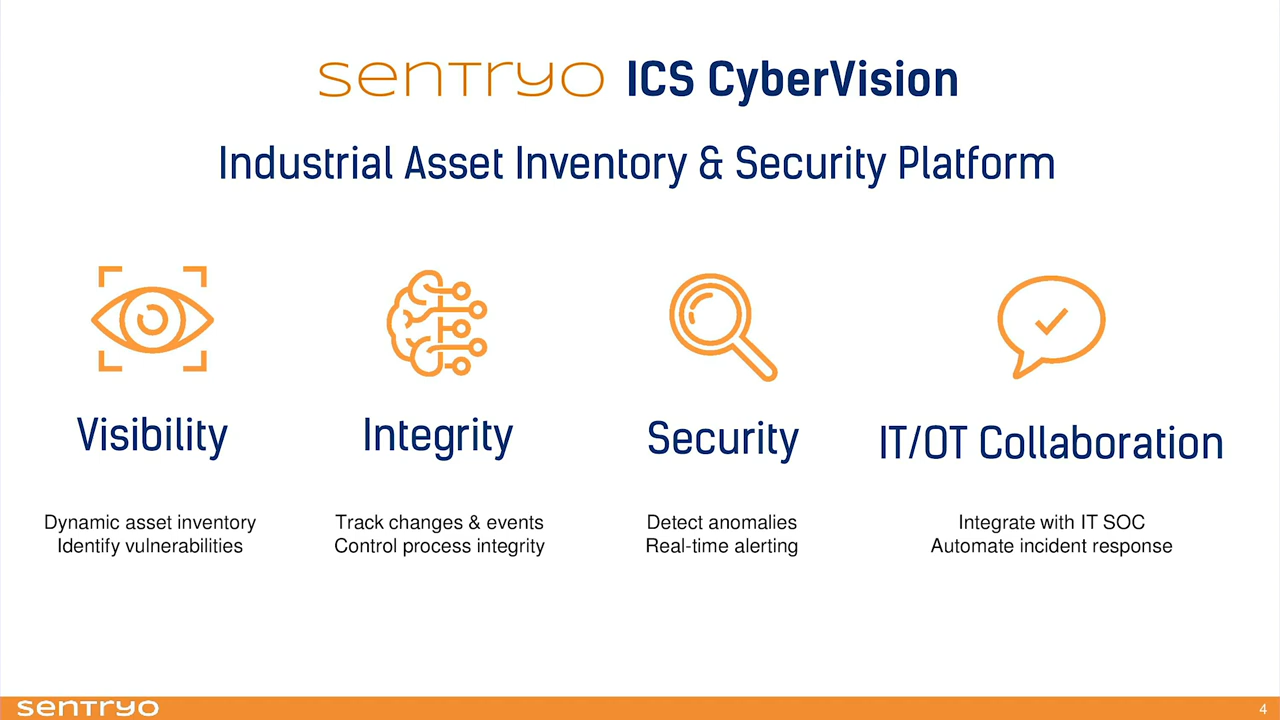 sentryo ICS CyberVision
Industrial Asset Inventory & Security Platform
Visibility
Dynamic asset inventory
Identify vulnerabilities
Integrity
Track changes & events
Control process integrity
Security
Detect anomalies
Real-time alerting
IT/OT Collaboration
Integrate with IT SOC
Automate incident response
sentryo
4